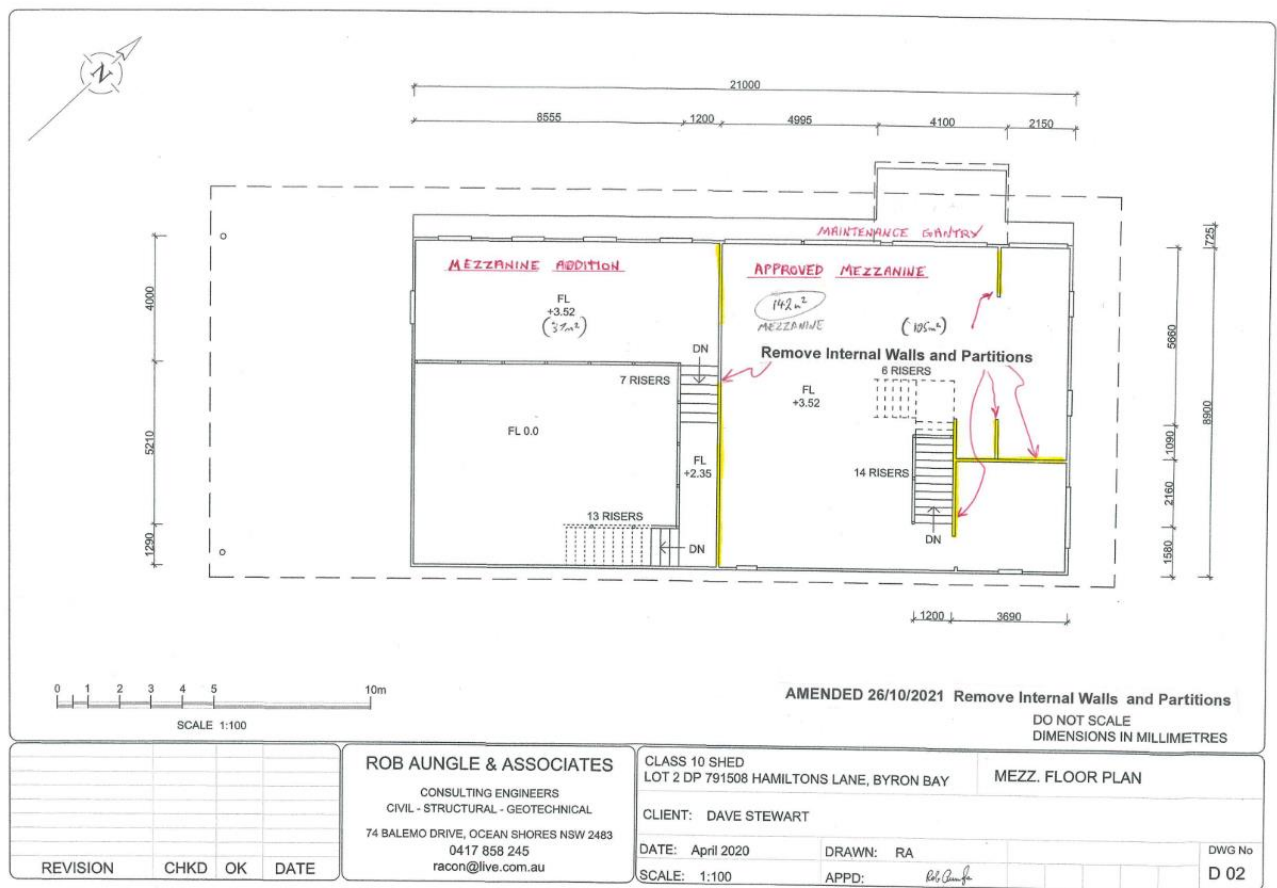 N
21000
8555
1200
4995
4100
2150
MAINTENANCE GANTRY
725
MEZZANINE ADDITION
APPROVED MEZZANINE
4000
FL
+3.52
(37m²)
142m²
MEZZANINE
(105m²)
5660
DN
Remove Internal Walls and Partitions
7 RISERS
6 RISERS
FL
+3.52
8900
FL 0.0
5210
1090
FL
+2.35
14 RISERS
2160
13 RISERS
DN
DN
1290
1580
1200
3690
0 1 2 3 4 5 10m
SCALE 1:100
AMENDED 26/10/2021 Remove Internal Walls and Partitions
DO NOT SCALE
DIMENSIONS IN MILLIMETRES
REVISION CHKD OK DATE
ROB AUNGLE & ASSOCIATES
CONSULTING ENGINEERS
CIVIL - STRUCTURAL - GEOTECHNICAL
74 BALEMO DRIVE, OCEAN SHORES NSW 2483
0417 858 245
racon@live.com.au
CLASS 10 SHED
LOT 2 DP 791508 HAMILTONS LANE, BYRON BAY
MEZZ. FLOOR PLAN
CLIENT: DAVE STEWART
DATE: April 2020
DRAWN: RA
SCALE: 1:100
APPD:
DWG No
D 02